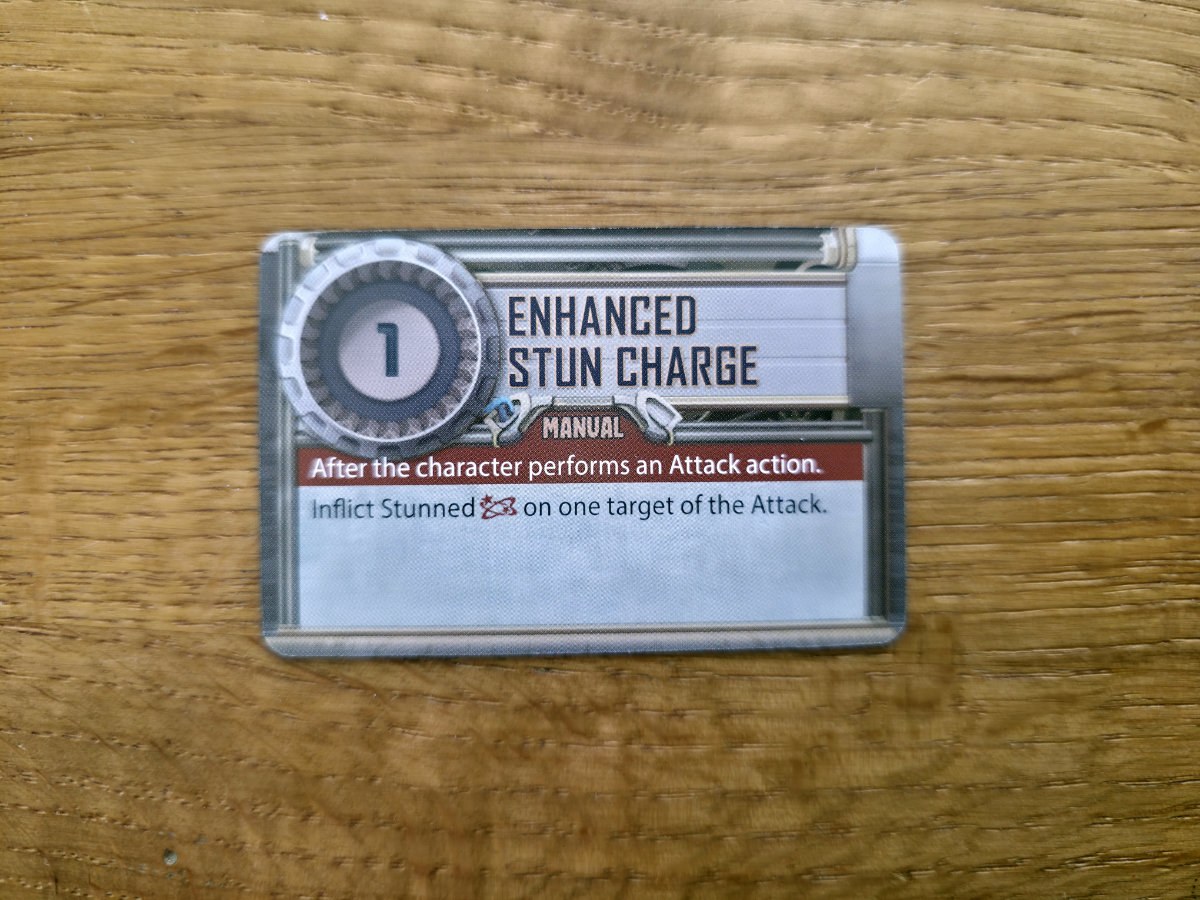 1
ENHANCED
STUN CHARGE
MANUAL
After the character performs an Attack action.
Inflict Stunned on one target of the Attack.